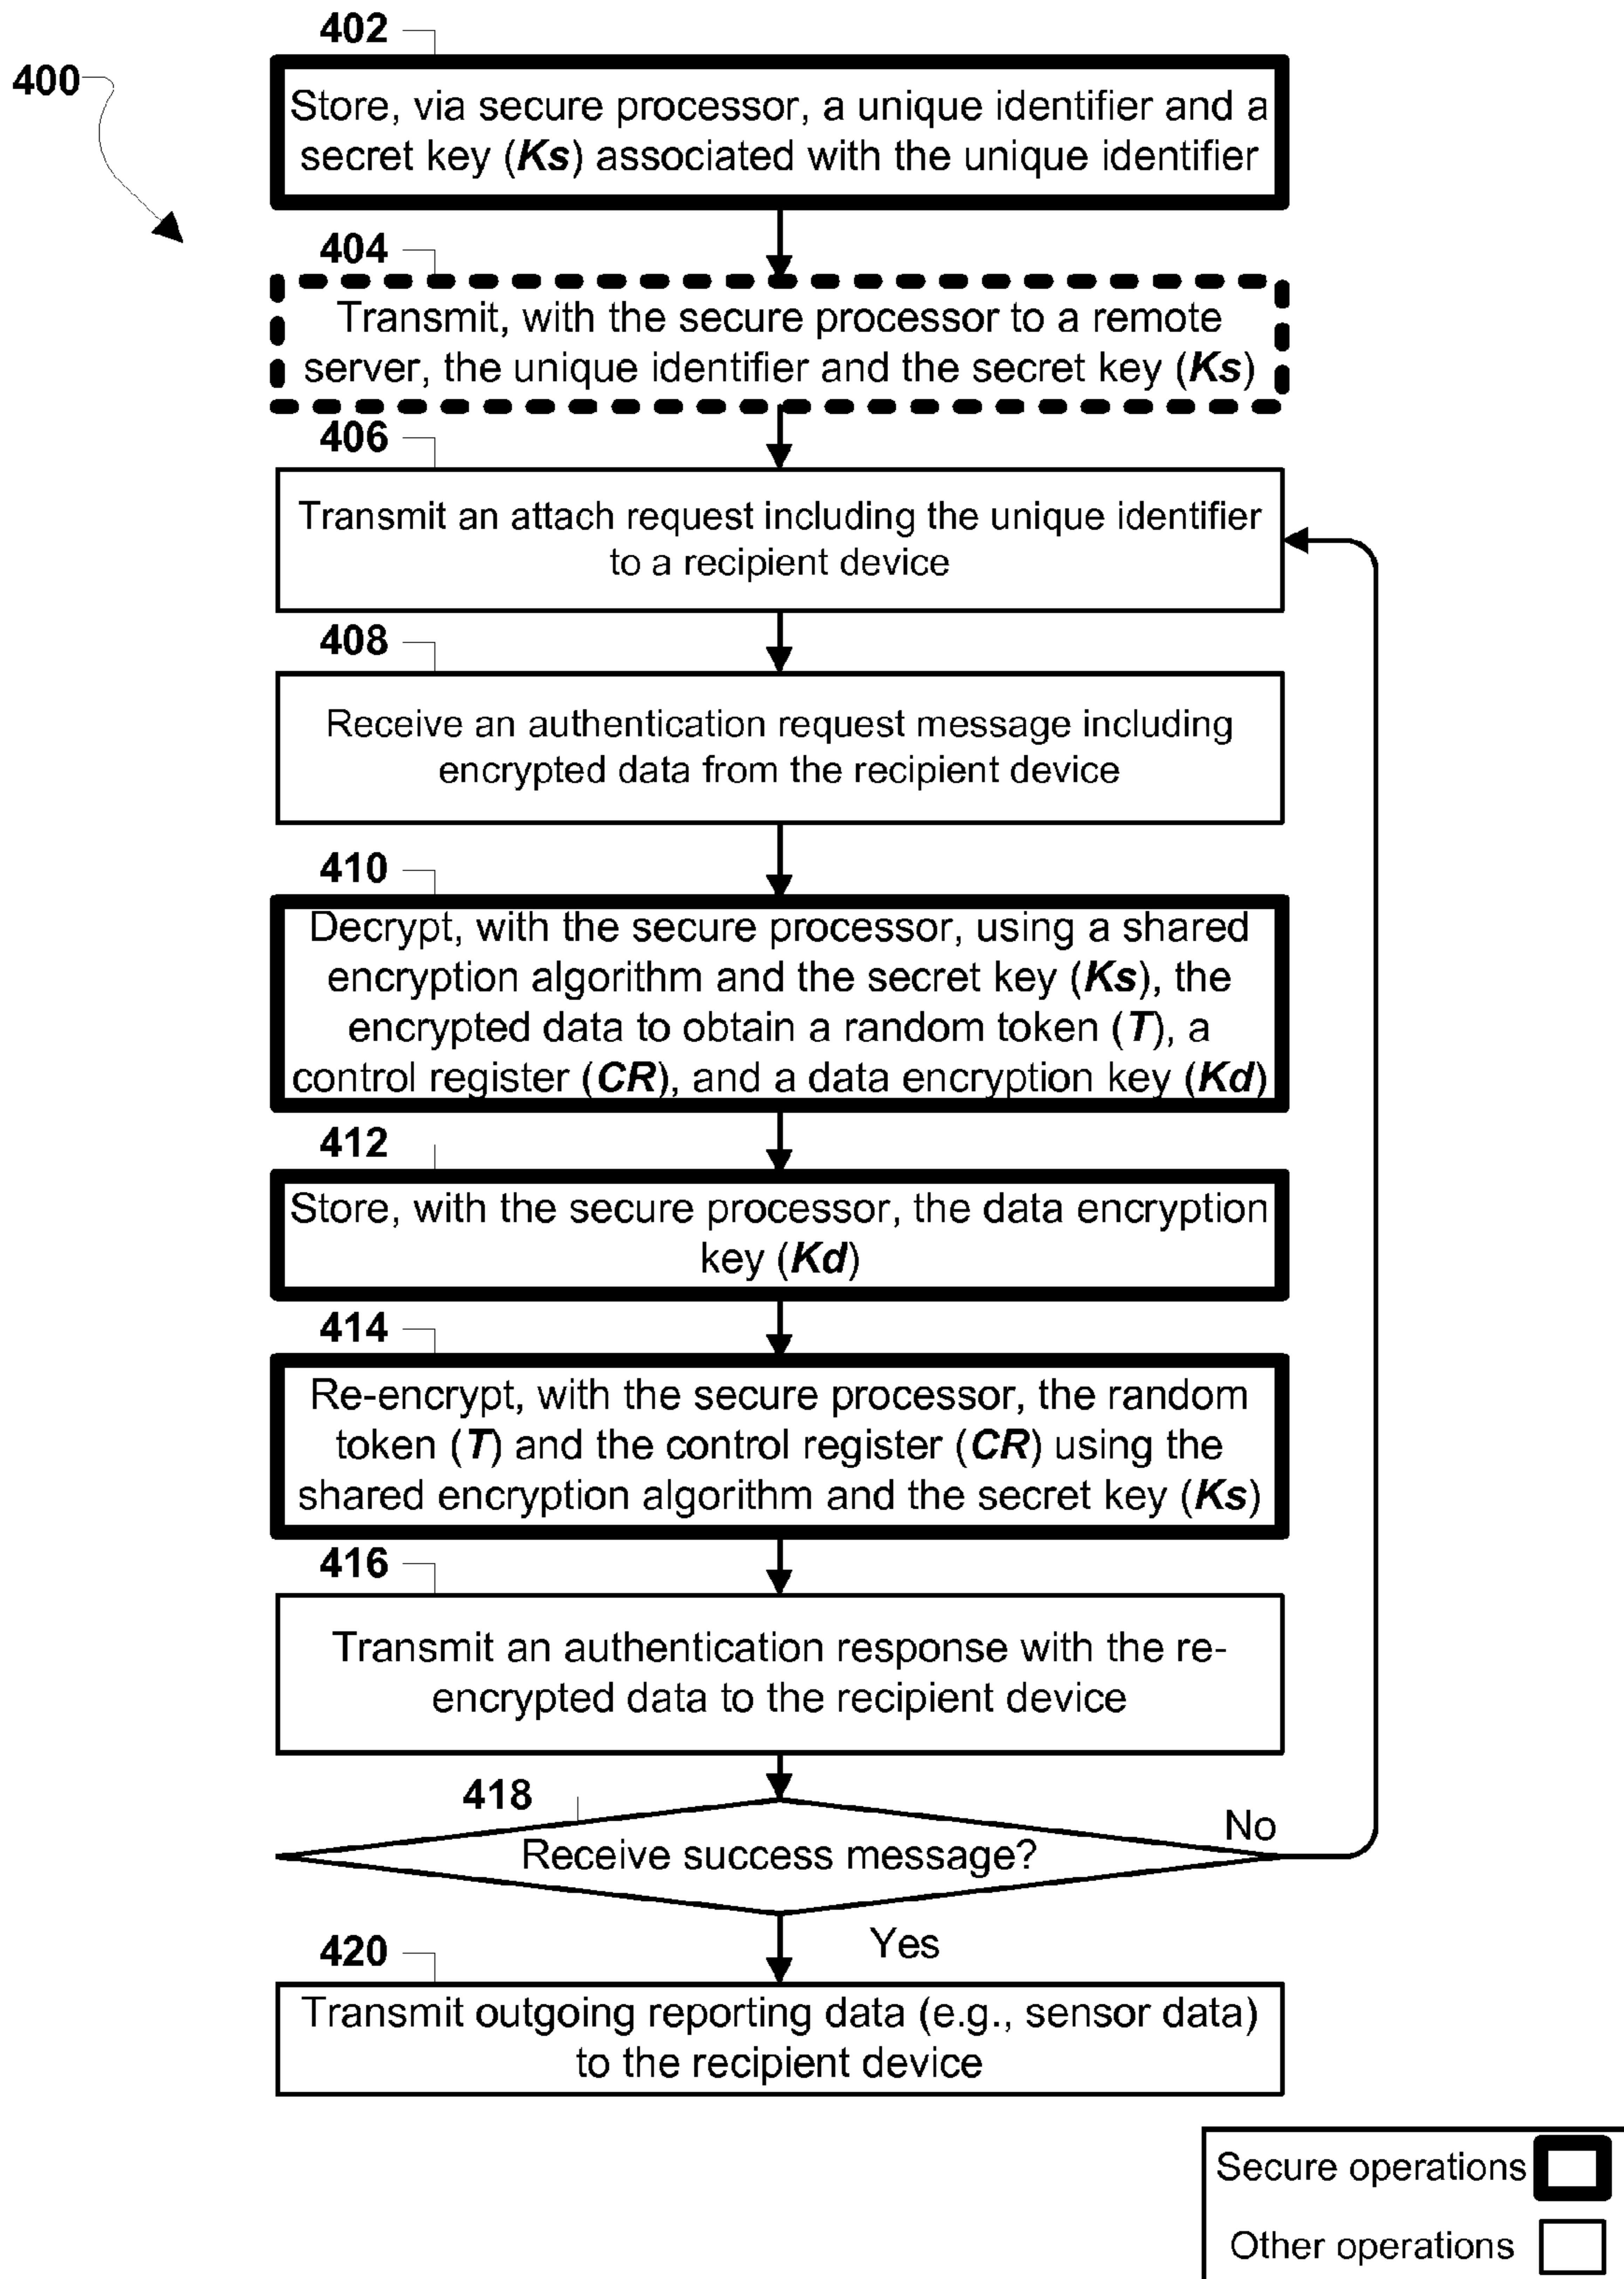 402
400
Store, via secure processor, a unique identifier and a
secret key (Ks) associated with the unique identifier
404
Transmit, with the secure processor to a remote
server, the unique identifier and the secret key (Ks)
406
Transmit an attach request including the unique identifier
to a recipient device
408
Receive an authentication request message including
encrypted data from the recipient device
410
Decrypt, with the secure processor, using a shared
encryption algorithm and the secret key (Ks), the
encrypted data to obtain a random token (T), a
control register (CR), and a data encryption key (Kd)
412
Store, with the secure processor, the data encryption
key (Kd)
414
Re-encrypt, with the secure processor, the random
token (T) and the control register (CR) using the
shared encryption algorithm and the secret key (Ks)
416
Transmit an authentication response with the re-
encrypted data to the recipient device
418
No
Receive success message?
Yes
420
Transmit outgoing reporting data (e.g., sensor data)
to the recipient device
Secure operations
Other operations